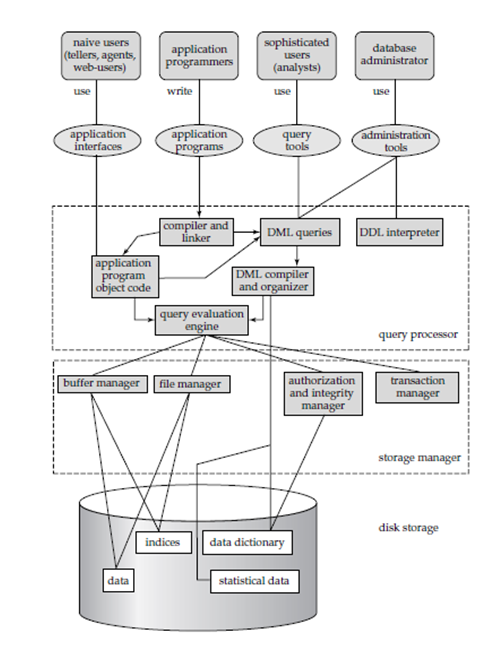 naive users
(tellers, agents,
web-users)
application
programmers
sophisticated
users
(analysts)
database
administrator
use
write
use
use
application
interfaces
application
programs
query
tools
administration
tools
compiler and
linker
DML queries
DDL interpreter
application
program
object code
DML compiler
and organizer
query evaluation
engine
query processor
buffer manager
file manager
authorization
and integrity
manager
transaction
manager
storage manager
disk storage
indices
data dictionary
data
statistical data